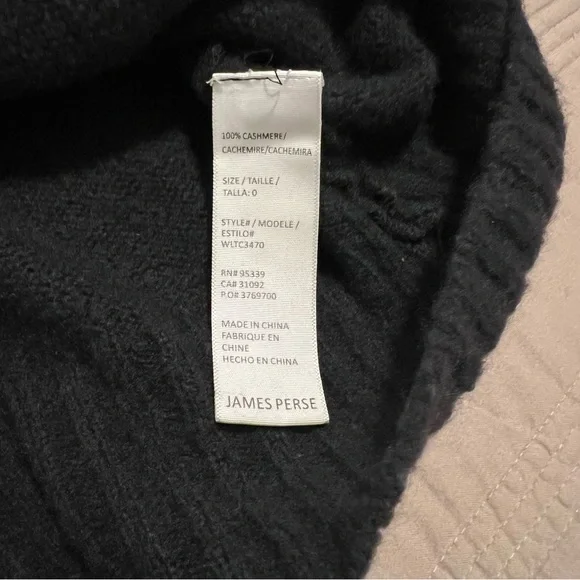 100% CASHMERE/
CACHEMIRE/CACHEMIRA
SIZE / TAILLE /
TALLA: 0
STYLE# / MODELE /
ESTILO#
WLTC3470
RN# 95339
CA# 31092
P.O# 3769700
MADE IN CHINA
FABRIQUE EN
CHINE
HECHO EN CHINA
JAMES PERSE